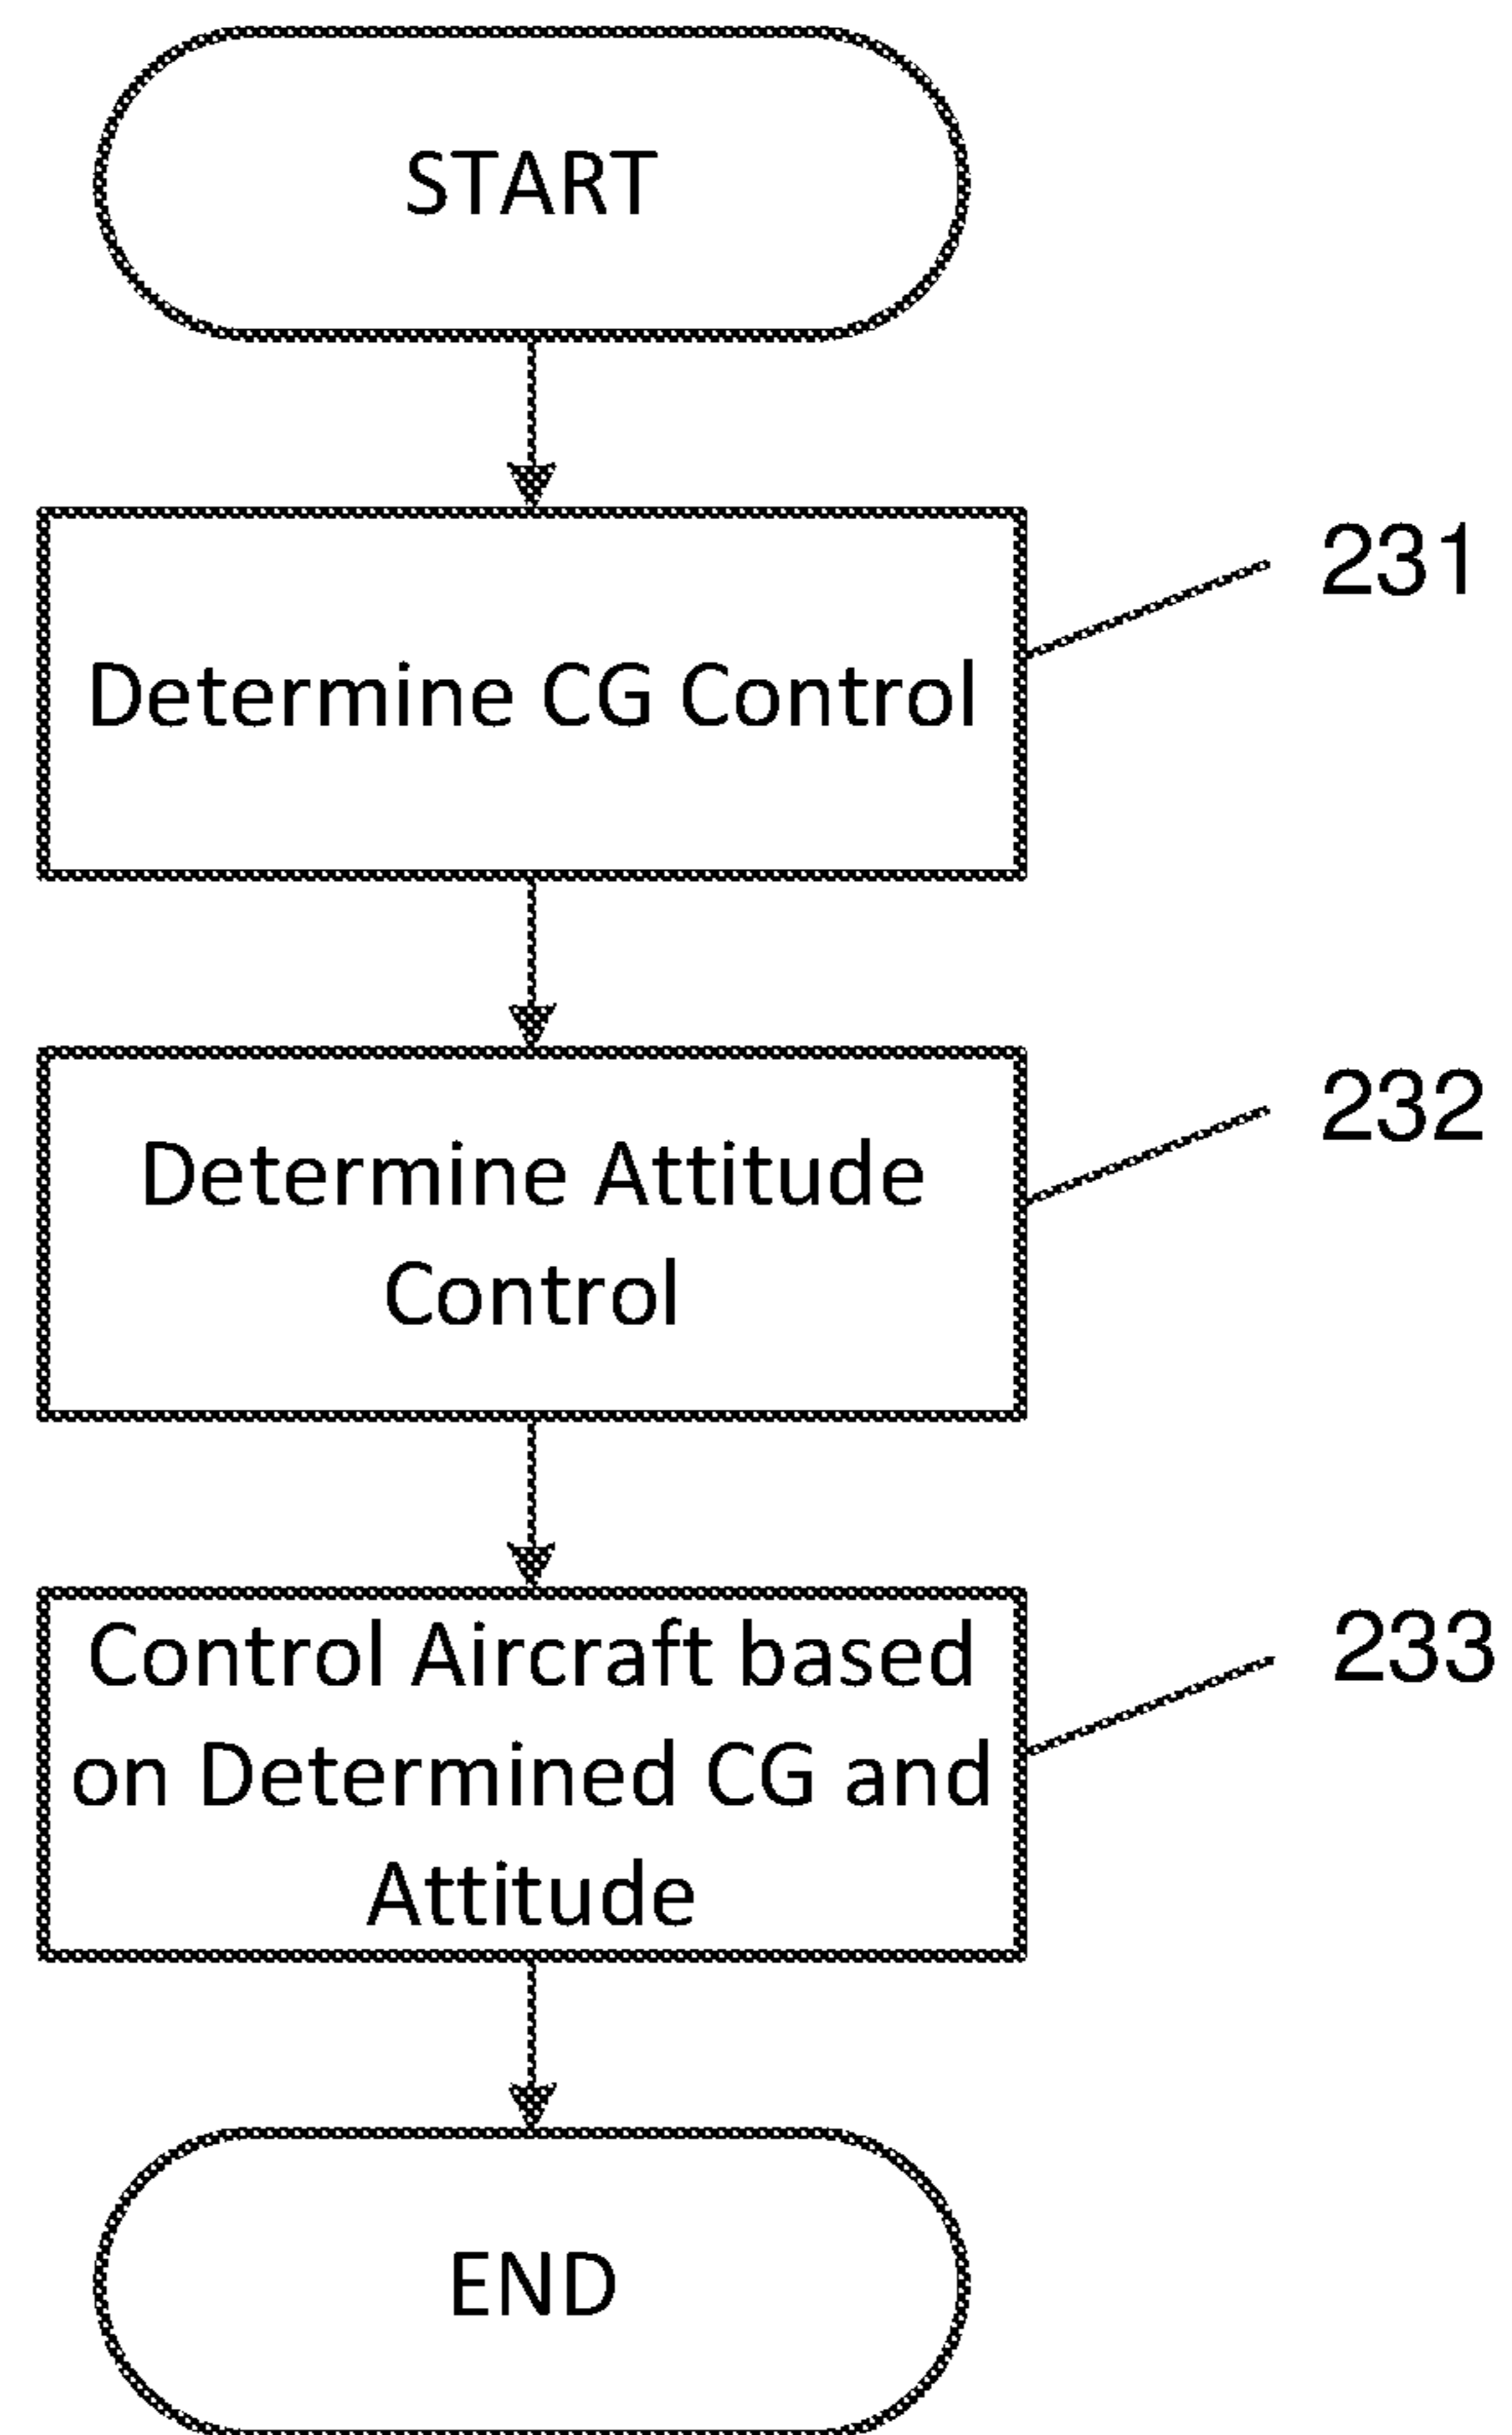 START
Determine CG Control
231
Determine Attitude
Control
232
Control Aircraft based
on Determined CG and
Attitude
233
END